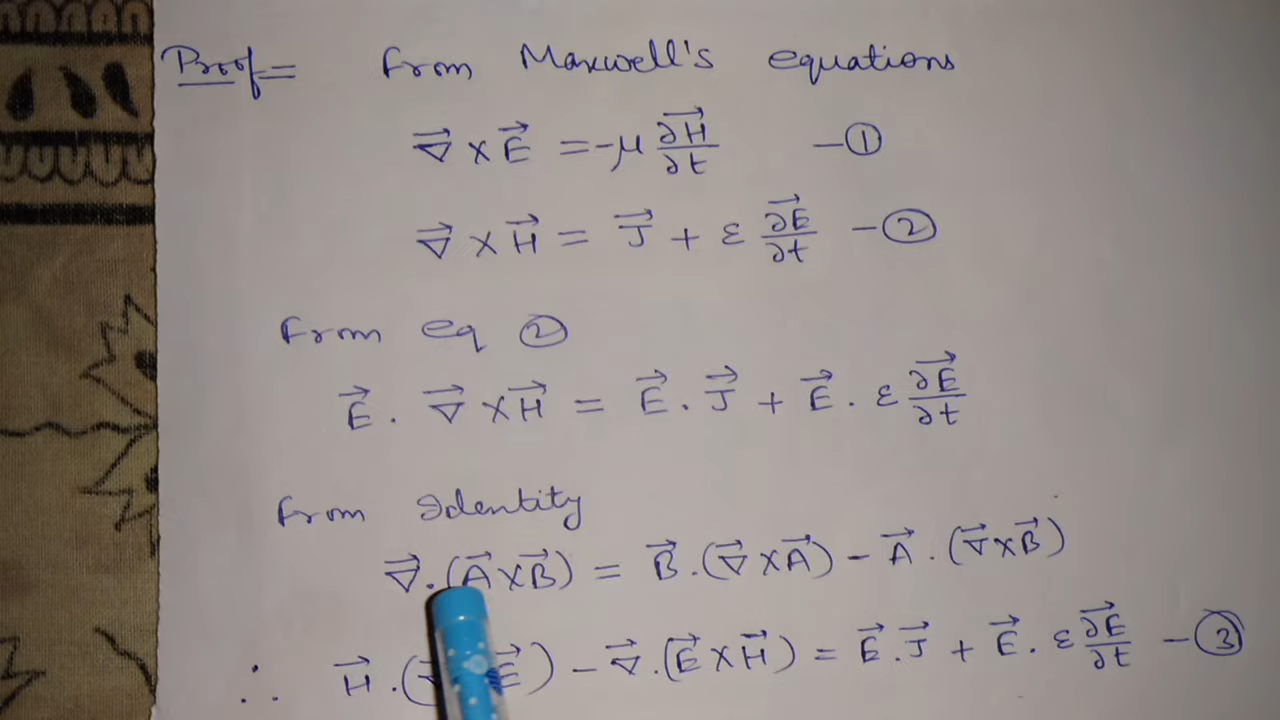 Proof= From Maxwell's equations
∇⃗ × E⃗ = -μ ∂H⃗/∂t —①
∇⃗ × H⃗ = J⃗ + ε ∂E⃗/∂t —②
From eq ②
E⃗ . ∇⃗ × H⃗ = E⃗ . J⃗ + E⃗ . ε ∂E⃗/∂t
From Identity
∇⃗ . (A⃗ × B⃗) = B⃗ . (∇⃗ × A⃗) - A⃗ . (∇⃗ × B⃗)
∴ H⃗ . ( E⃗) - ∇⃗ . (E⃗ × H⃗) = E⃗ . J⃗ + E⃗ . ε ∂E⃗/∂t —③